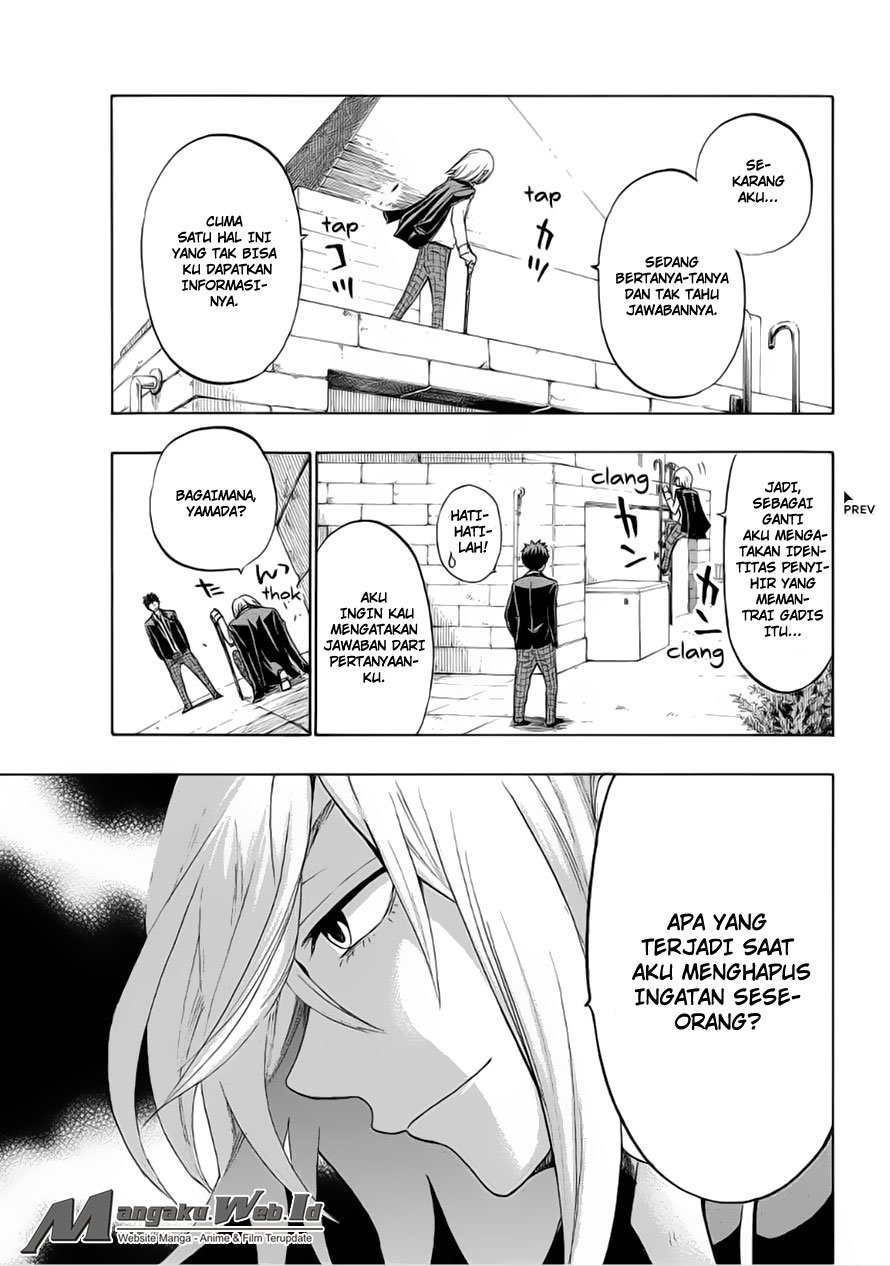 SE-
KARANG
AKU...
SEDANG
BERTANYA-TANYA
DAN TAK TAHU
JAWABANNYA.
tap
カツ
tap
コツ
CUMA
SATU HAL INI
YANG TAK BISA
KU DAPATKAN
INFORMASI-
NYA.
JADI,
SEBAGAI
GANTI
AKU MENGA-
TAKAN IDEN-
TITAS PENYI-
HIR YANG
MEMAN-
TRAI GADIS
ITU...
clang
カン
カン
clang
HATI-
HATI-
LAH!
AKU
INGIN KAU
MENGATAKAN
JAWABAN DARI
PERTANYAAN-
KU.
BAGAIMANA,
YAMADA?
thok
PREV
APA YANG
TERJADI SAAT
AKU MENGHAPUS
INGATAN SESE-
ORANG?
Mangaku.Web.Id
Website Manga - Anime & Film Terupdate